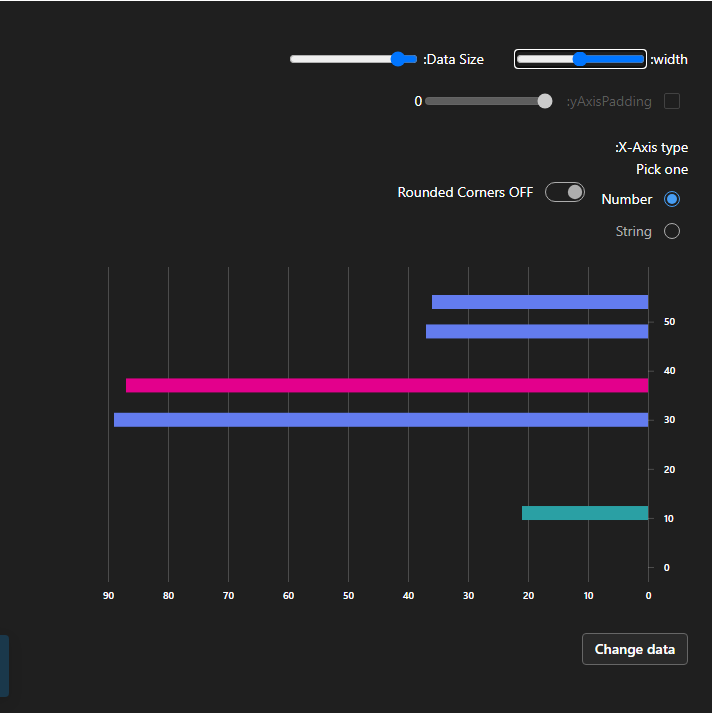 :width
:Data Size
:yAxisPadding
0
:X-Axis type
Pick one
Number
Rounded Corners OFF
String
50
40
30
20
10
0
90 80 70 60 50 40 30 20 10 0
Change data